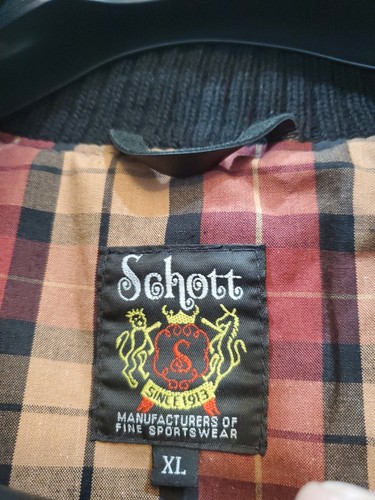 Schott
S
SINCE 1913
MANUFACTURERS OF
FINE SPORTSWEAR
XL